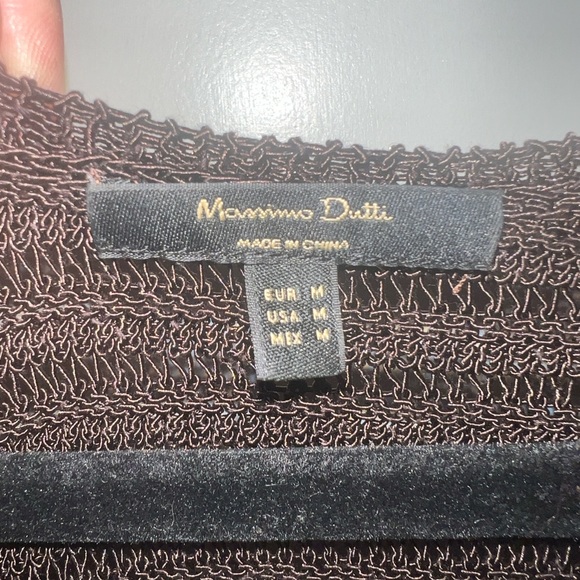 Massimo Dutti
MADE IN CHINA
EUR M
USA M
MEX M